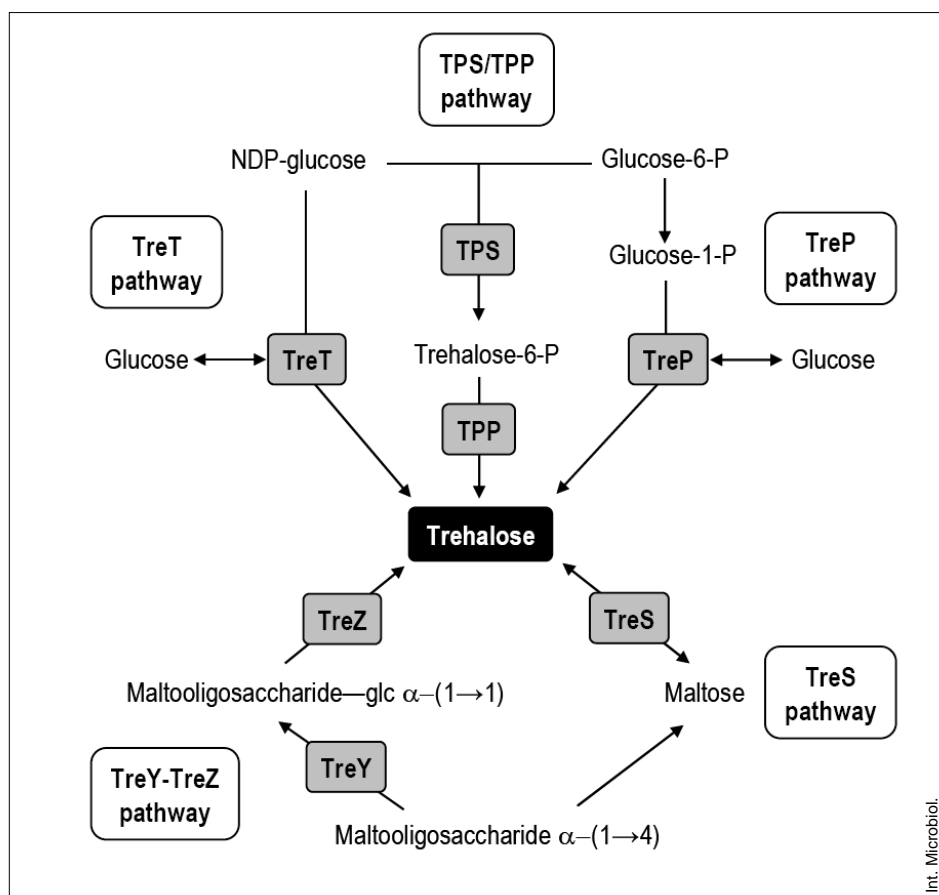 TPS/TPP
pathway
NDP-glucose
Glucose-6-P
TreT
pathway
TPS
Glucose-1-P
TreP
pathway
Glucose
TreT
Trehalose-6-P
TreP
Glucose
TPP
Trehalose
TreZ
TreS
Maltooligosaccharide—glc α–(1→1)
Maltose
TreS
pathway
TreY-TreZ
pathway
TreY
Maltooligosaccharide α–(1→4)
Int. Microbiol.